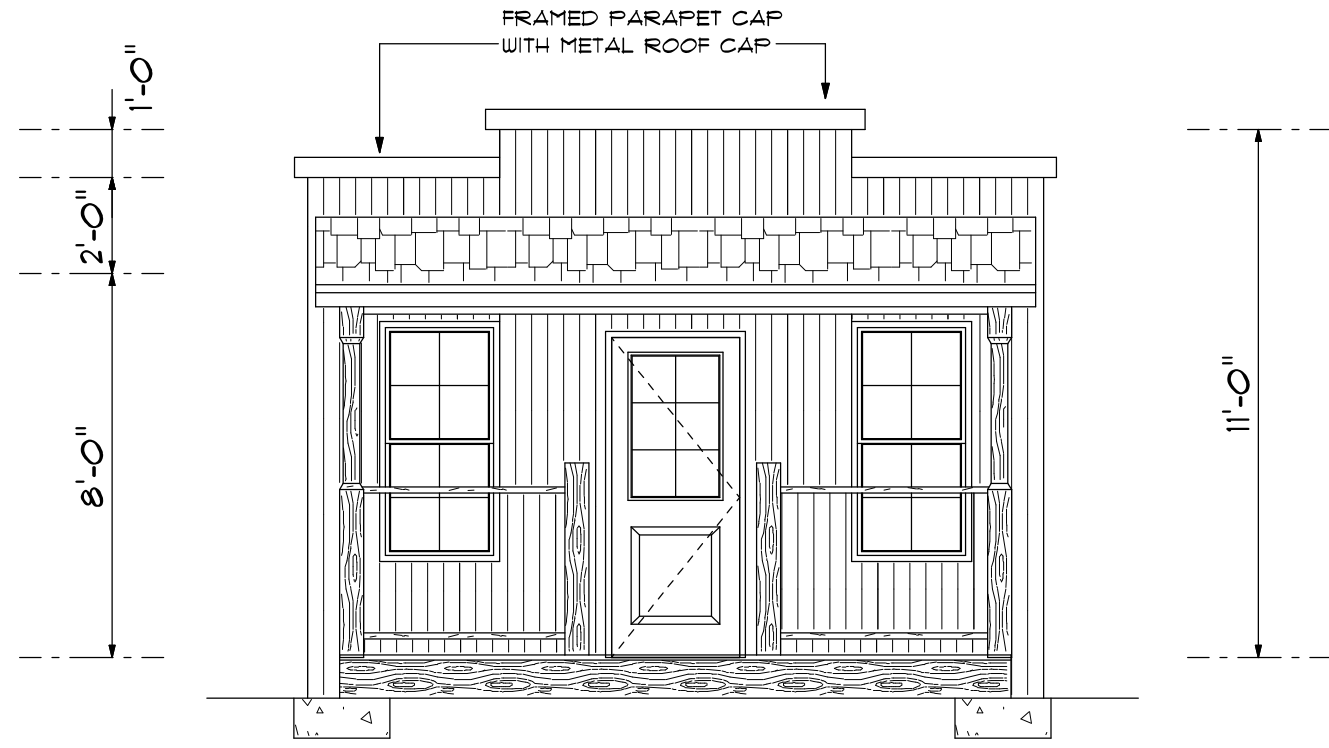 FRAMED PARAPET CAP
WITH METAL ROOF CAP
1'-0"
2'-0"
8'-0"
11'-0"